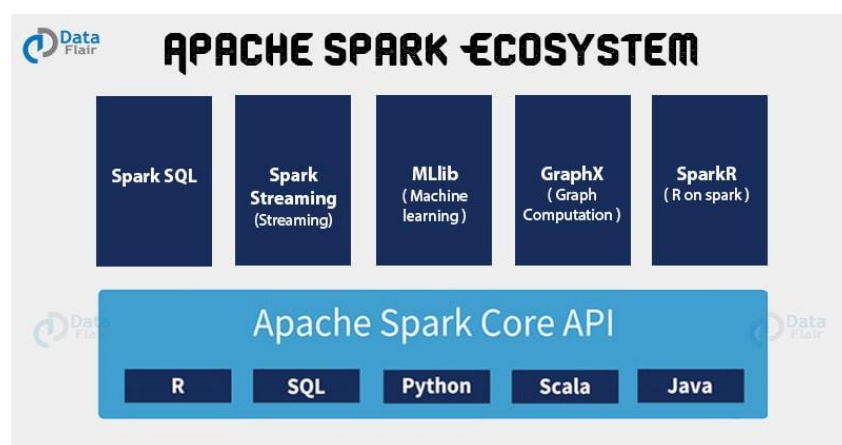 Data
Flair
APACHE SPARK ECOSYSTEM
Spark SQL
Spark
Streaming
(Streaming)
MLlib
( Machine
learning )
GraphX
( Graph
Computation )
SparkR
( R on spark )
Data
Flair
Apache Spark Core API
Data
Flair
R
SQL
Python
Scala
Java